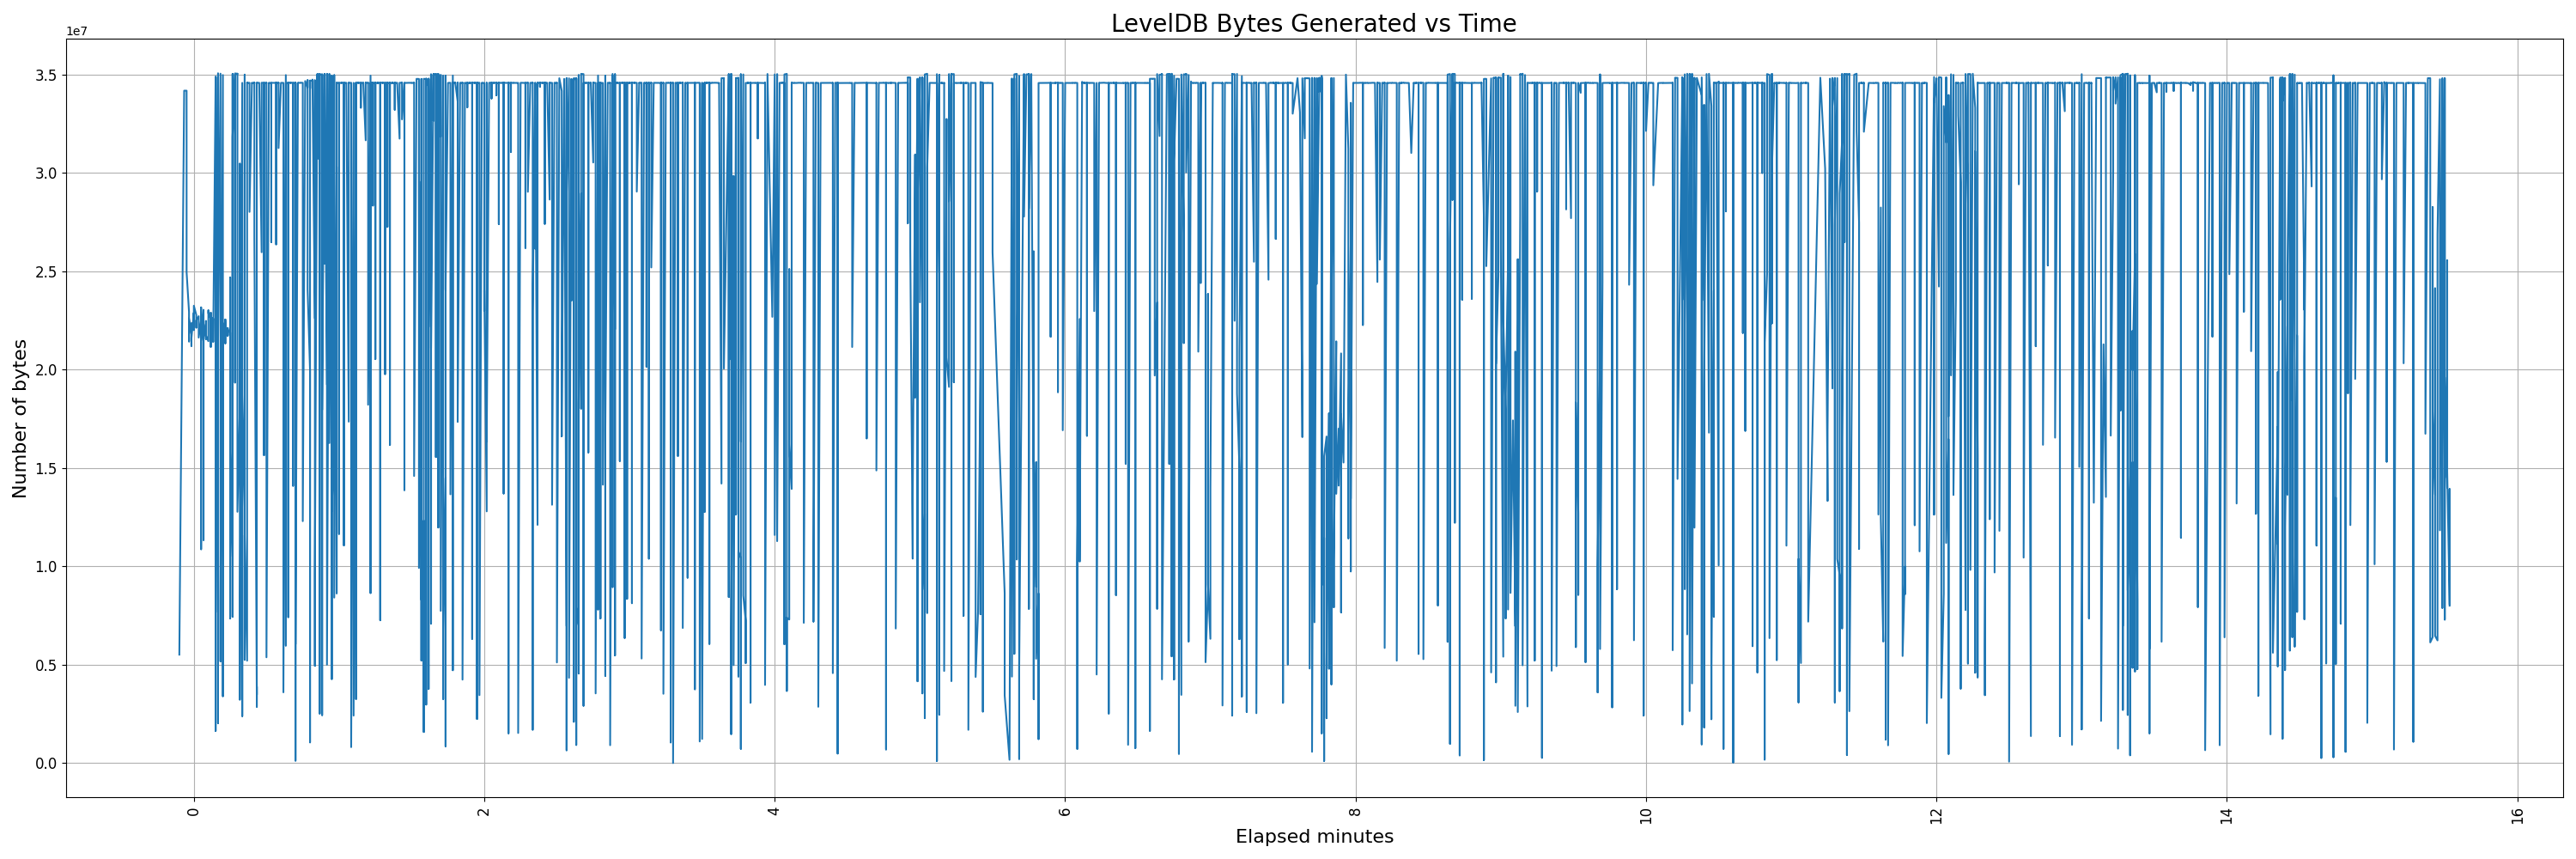 LevelDB Bytes Generated vs Time
1e7
3.5
3.0
2.5
2.0
1.5
1.0
0.5
0.0
Number of bytes
0 2 4 6 8 10 12 14 16
Elapsed minutes